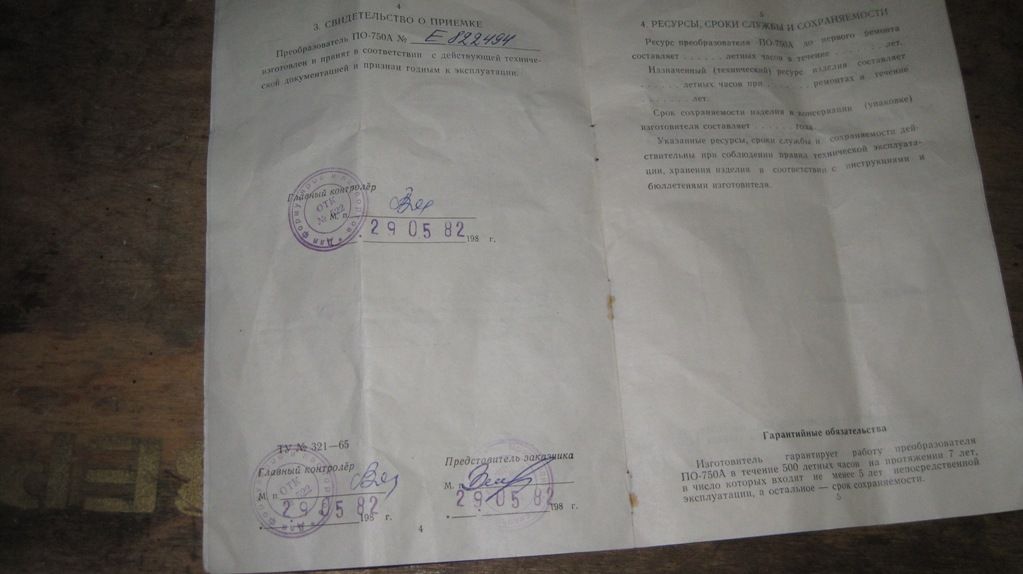 4
3. СВИДЕТЕЛЬСТВО О ПРИЕМКЕ
Преобразователь ПО-750А № Е 822494
изготовлен и принят в соответствии с действующей техниче-
ской документацией и признан годным к эксплуатации.
Главный контролёр
ОТК
№ 522
М. п
29 05 82
198 г.
ТУ № 321—65
Главный контролёр
ОТК
522
М. п
29 05 82
198 г.
Представитель заказчика
М. п
29 05 82
198 г.
4
5
4. РЕСУРСЫ, СРОКИ СЛУЖБЫ И СОХРАНЯЕМОСТИ
Ресурс преобразователя ПО-750А до первого ремонта
составляет . . . . . . летных часов в течение . . . . . . лет.
Назначенный (технический) ресурс изделия составляет
. . . . . . летных часов при . . . . . . ремонтах в течение
. . . . . . лет.
Срок сохраняемости изделия в консервации (упаковке)
изготовителя составляет . . . . . . года.
Указанные ресурсы, сроки службы и сохраняемости дей-
ствительны при соблюдении правил технической эксплуата-
ции, хранения изделия в соответствии с инструкциями и
бюллетенями изготовителя.
Гарантийные обязательства
Изготовитель гарантирует работу преобразователя
ПО-750А в течение 500 летных часов на протяжении 7 лет,
в число которых входит не менее 5 лет непосредственной
эксплуатации, а остальное — срок сохраняемости.
5